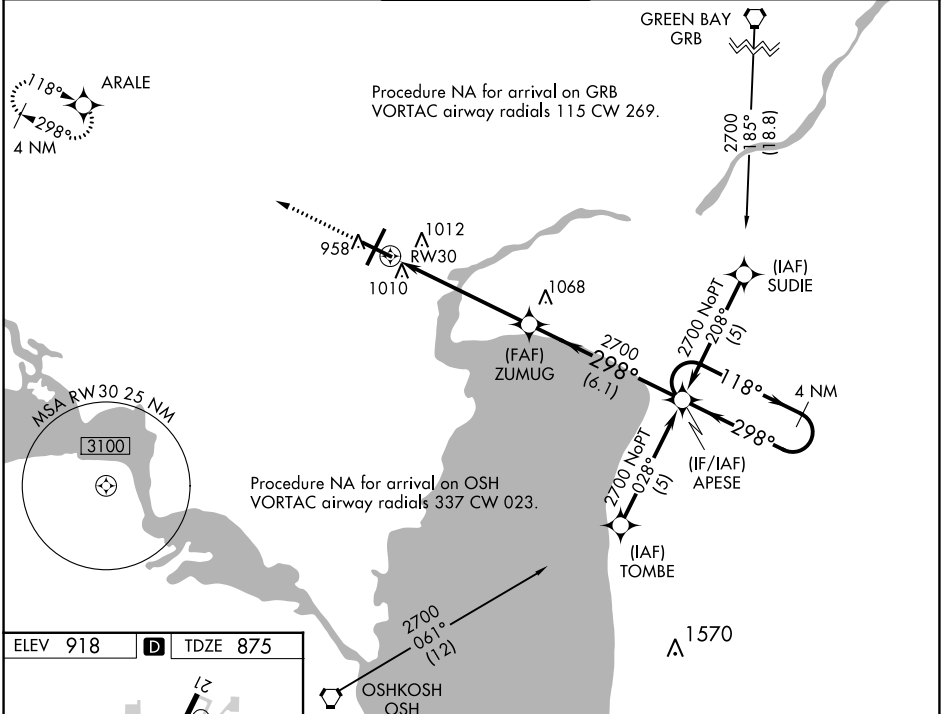 GREEN BAY
GRB
118°
298°
4 NM
ARALE
Procedure NA for arrival on GRB
VORTAC airway radials 115 CW 269.
2700
185°
(18.8)
958
1012
RW30
1010
1068
(IAF)
SUDIE
2700 NoPT
208°
(5)
(FAF)
ZUMUG
2700
298°
(6.1)
118°
4 NM
298°
(IF/IAF)
APESE
MSA RW30 25 NM
3100
Procedure NA for arrival on OSH
VORTAC airway radials 337 CW 023.
2700 NoPT
028°
(5)
(IAF)
TOMBE
2700
061°
(12)
1570
ELEV 918 D TDZE 875
21
OSHKOSH
OSH